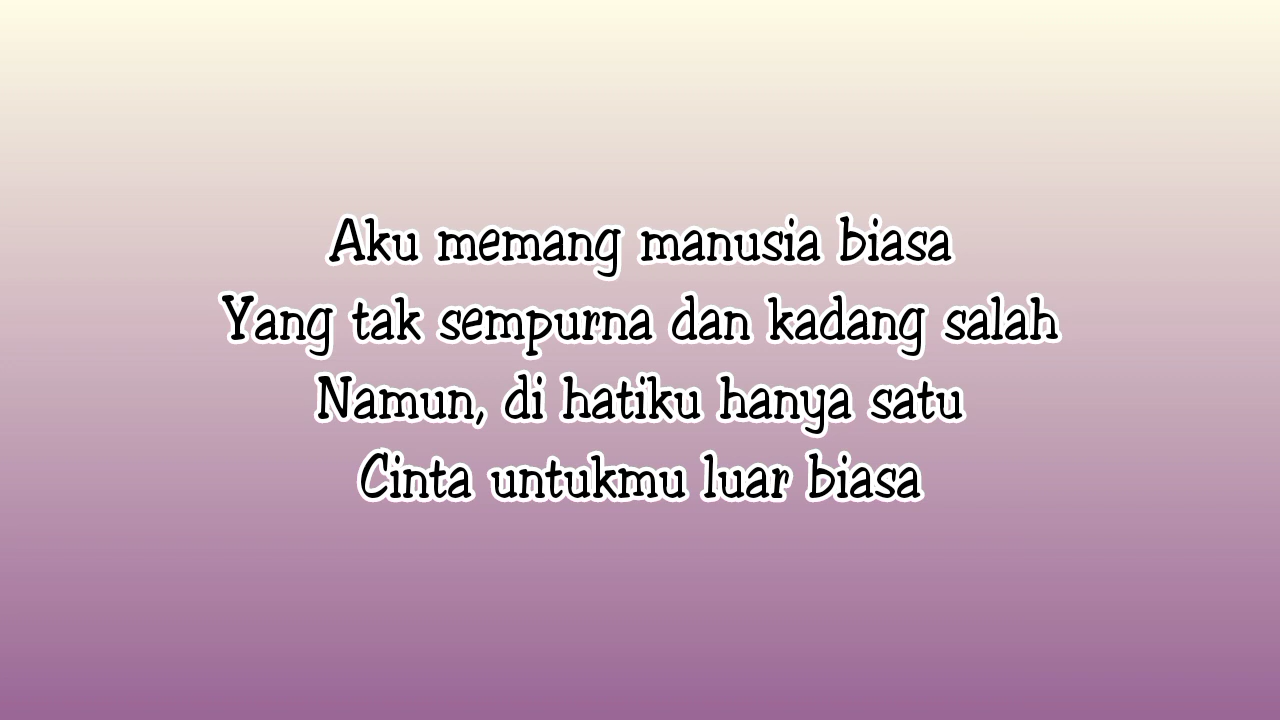 Aku memang manusia biasa
Yang tak sempurna dan kadang salah
Namun, di hatiku hanya satu
Cinta untukmu luar biasa